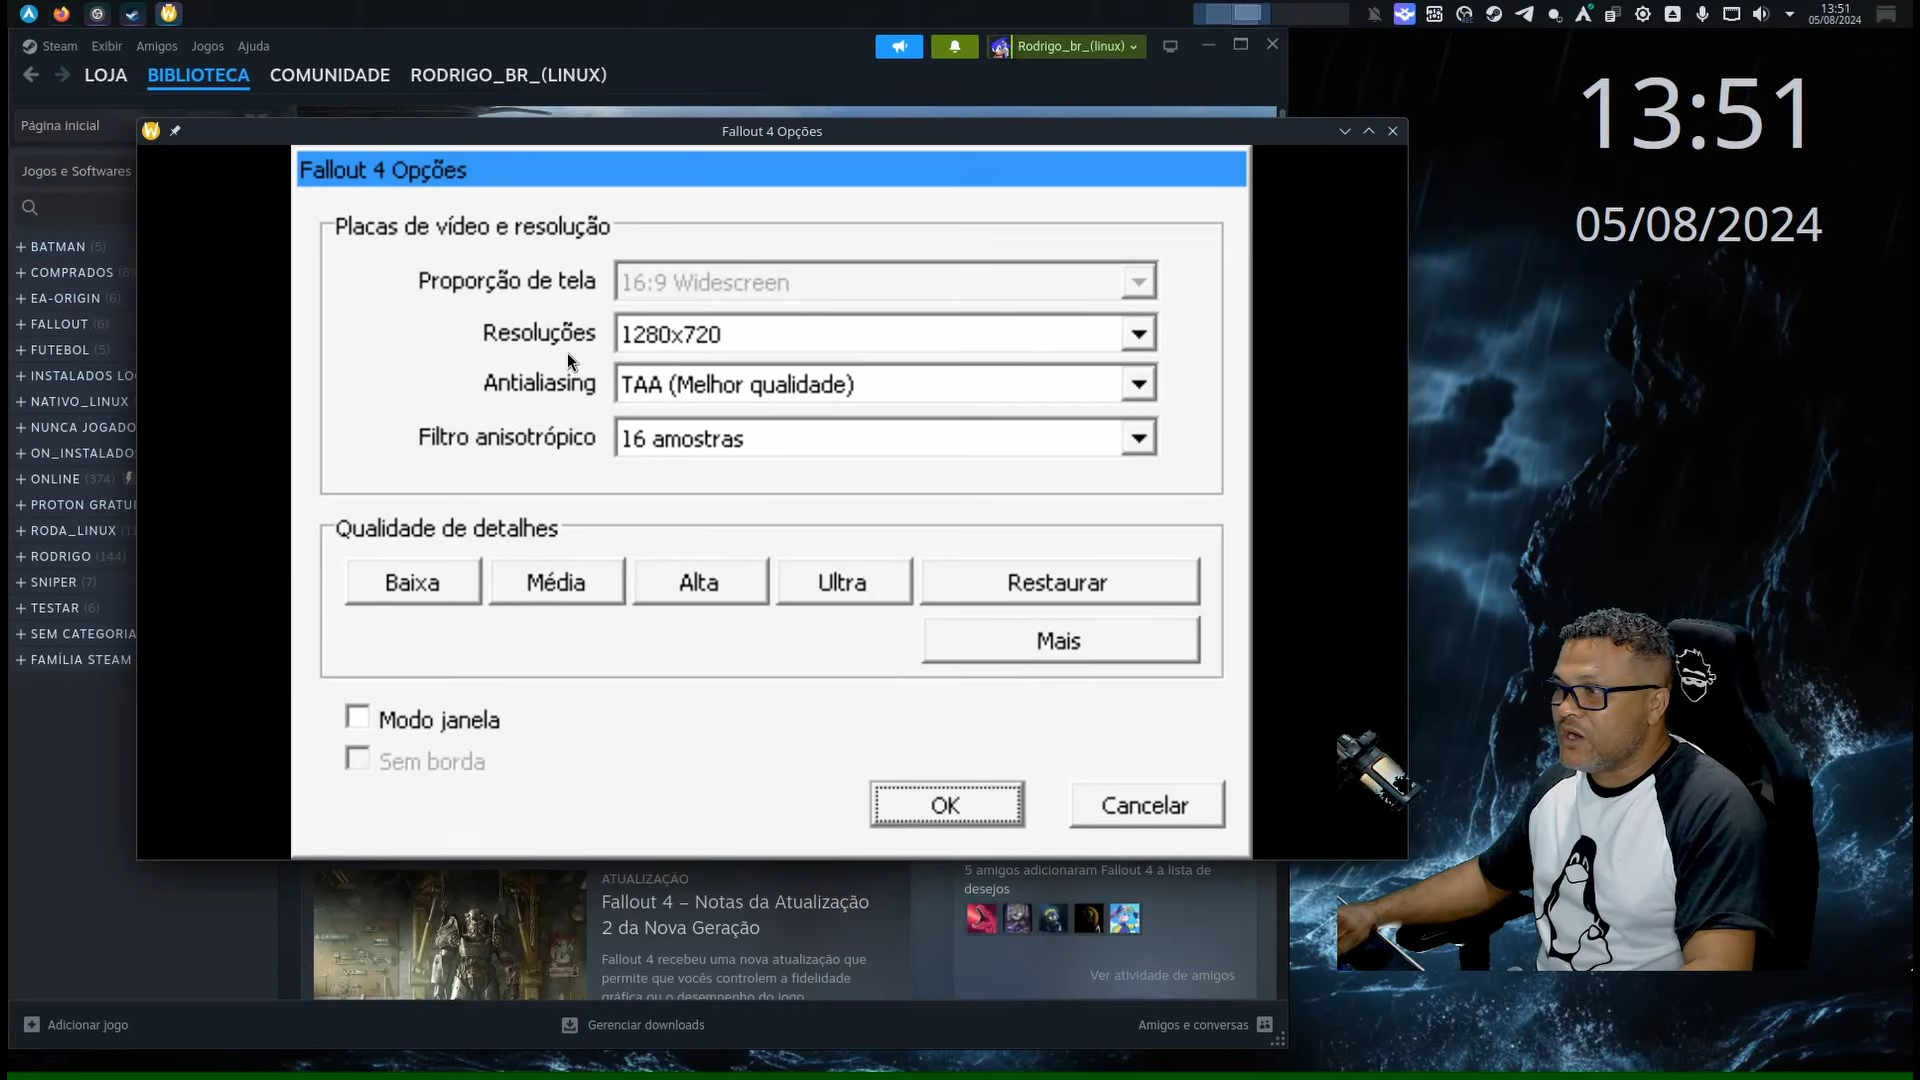 13:51
05/08/2024
Steam Exibir Amigos Jogos Ajuda
Rodrigo_br_(linux)
LOJA BIBLIOTECA COMUNIDADE RODRIGO_BR_(LINUX)
13:51
05/08/2024
Página inicial
Jogos e Softwares
+ BATMAN (5)
+ COMPRADOS
+ EA-ORIGIN (6)
+ FALLOUT (6)
+ FUTEBOL (5)
+ INSTALADOS LO
+ NATIVO_LINUX
+ NUNCA JOGADO
+ ON_INSTALADO
+ ONLINE (374)
+ PROTON GRATUI
+ RODA_LINUX
+ RODRIGO (144)
+ SNIPER (7)
+ TESTAR (6)
+ SEM CATEGORIA
+ FAMÍLIA STEAM
Fallout 4 Opções
Fallout 4 Opções
Placas de vídeo e resolução
Proporção de tela 16:9 Widescreen
Resoluções 1280x720
Antialiasing TAA (Melhor qualidade)
Filtro anisotrópico 16 amostras
Qualidade de detalhes
Baixa Média Alta Ultra Restaurar
Mais
Modo janela
Sem borda
OK Cancelar
ATUALIZAÇÃO
Fallout 4 – Notas da Atualização
2 da Nova Geração
Fallout 4 recebeu uma nova atualização que
permite que vocês controlem a fidelidade
gráfica ou o desempenho do jogo
5 amigos adicionaram Fallout 4 à lista de
desejos
Ver atividade de amigos
Adicionar jogo
Gerenciar downloads
Amigos e conversas